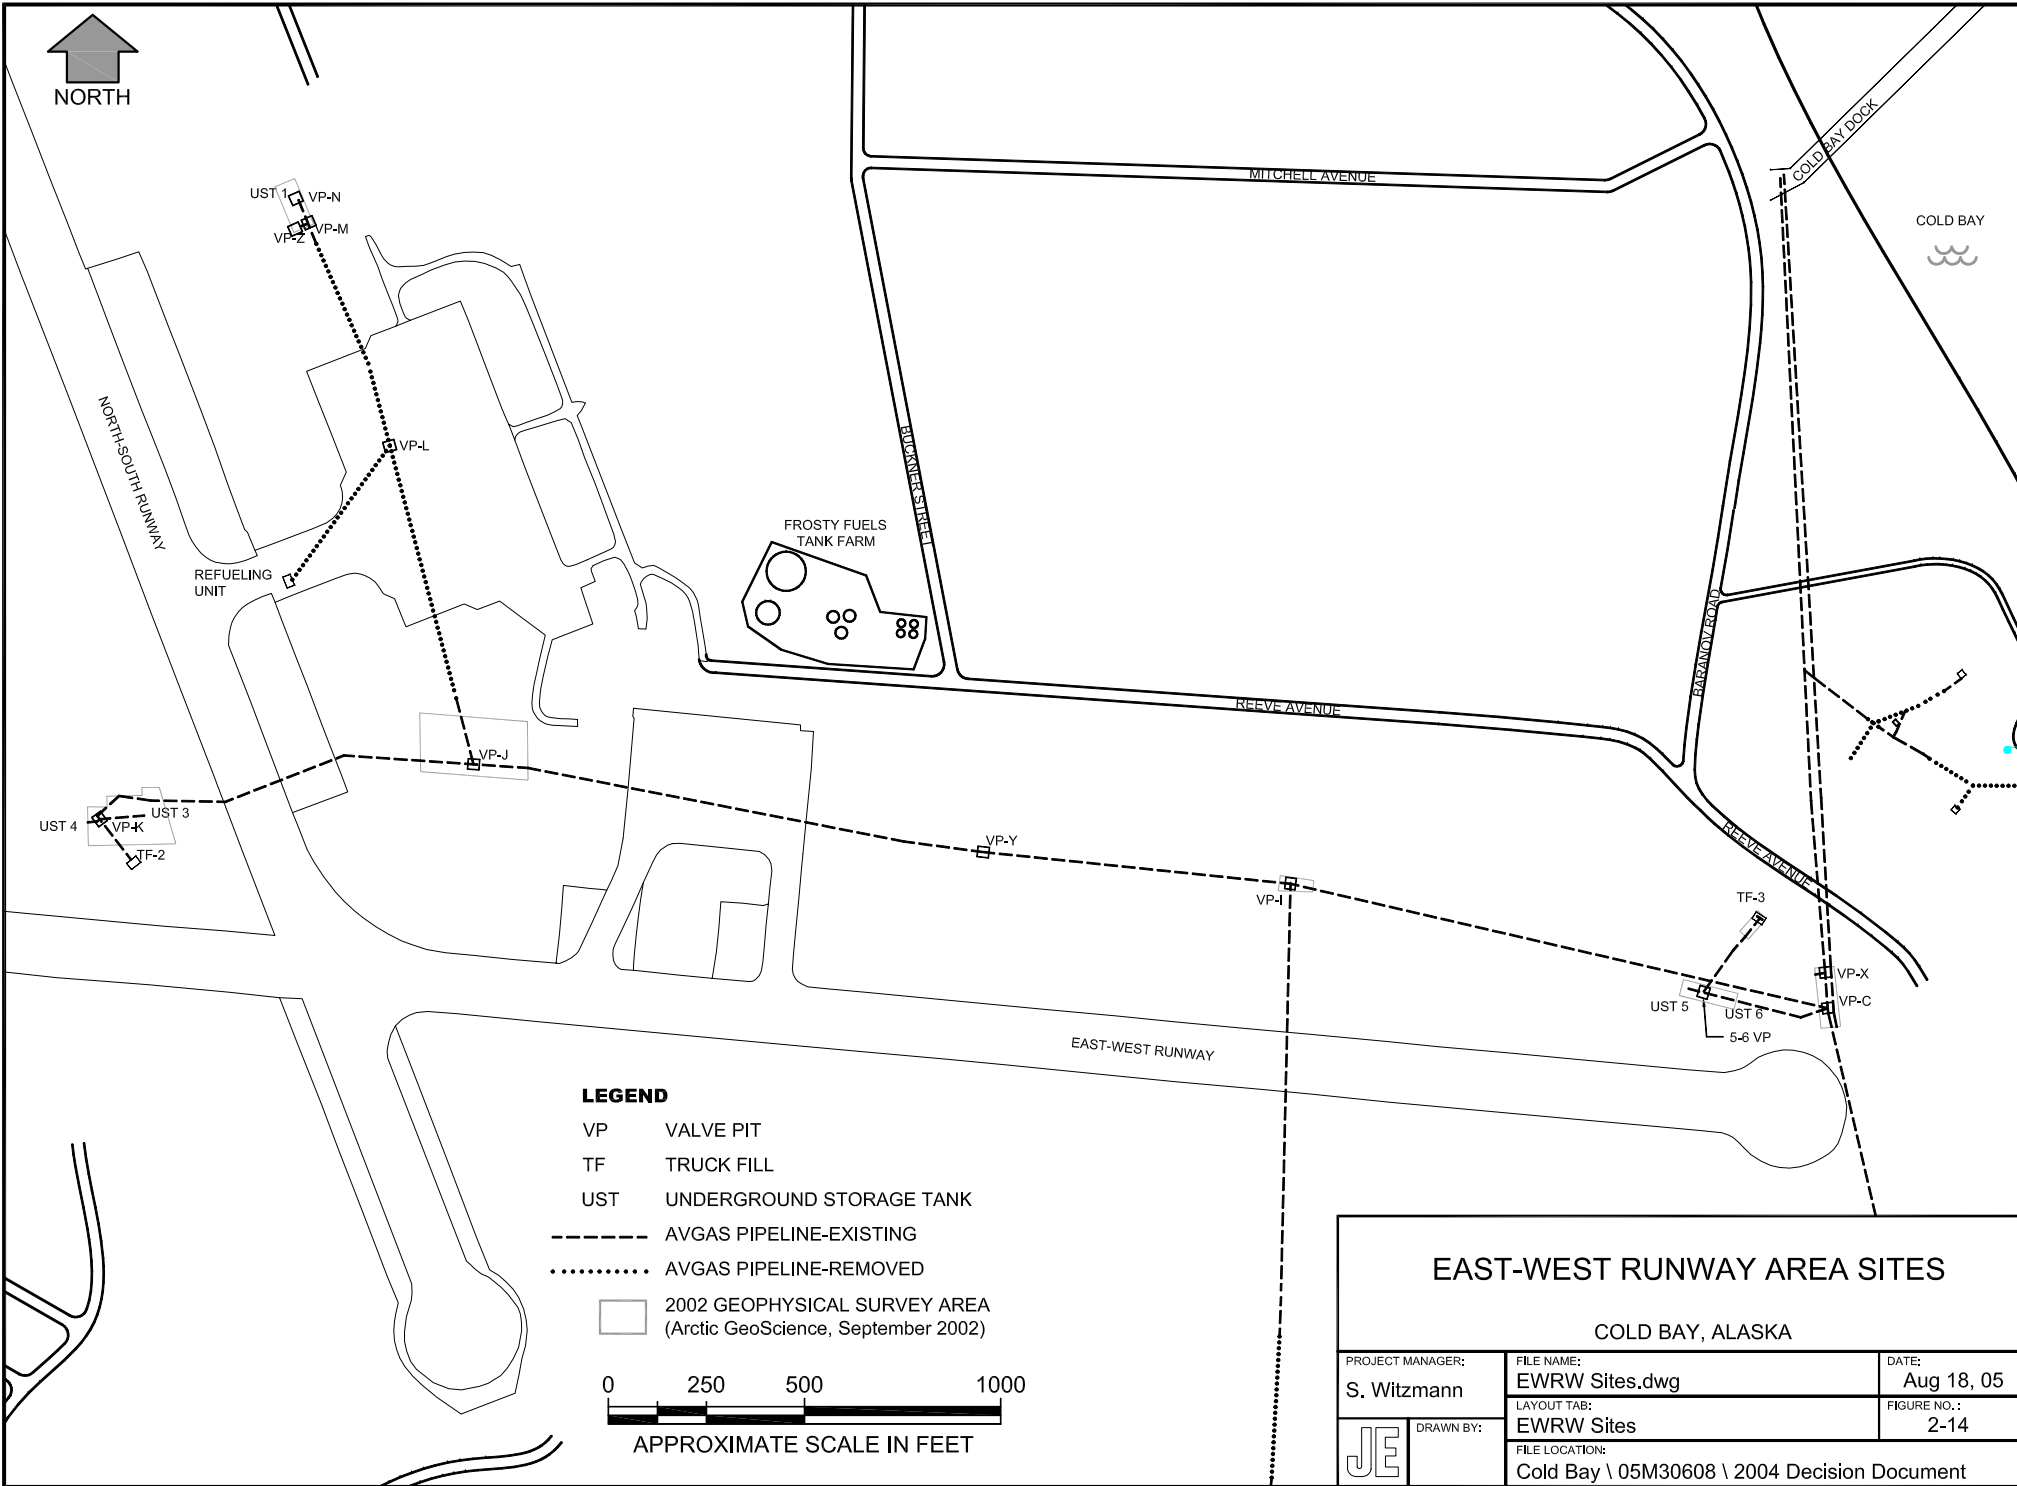 NORTH
COLD BAY DOCK
MITCHELL AVENUE
COLD BAY
UST 1
VP-N
VP-M
VP-Z
NORTH-SOUTH RUNWAY
VP-L
BUCKNER STREET
FROSTY FUELS
TANK FARM
REFUELING
UNIT
BARANOV ROAD
REEVE AVENUE
VP-J
UST 3
UST 4
VP-K
TF-2
VP-Y
VP-I
REEVE AVENUE
TF-3
VP-X
VP-C
UST 5
UST 6
5-6 VP
EAST-WEST RUNWAY
LEGEND
VP VALVE PIT
TF TRUCK FILL
UST UNDERGROUND STORAGE TANK
AVGAS PIPELINE-EXISTING
AVGAS PIPELINE-REMOVED
2002 GEOPHYSICAL SURVEY AREA
(Arctic GeoScience, September 2002)
0 250 500 1000
APPROXIMATE SCALE IN FEET
EAST-WEST RUNWAY AREA SITES
COLD BAY, ALASKA
PROJECT MANAGER:
S. Witzmann
FILE NAME:
EWRW Sites.dwg
DATE:
Aug 18, 05
LAYOUT TAB:
EWRW Sites
FIGURE NO.:
2-14
JE
DRAWN BY:
FILE LOCATION:
Cold Bay \ 05M30608 \ 2004 Decision Document